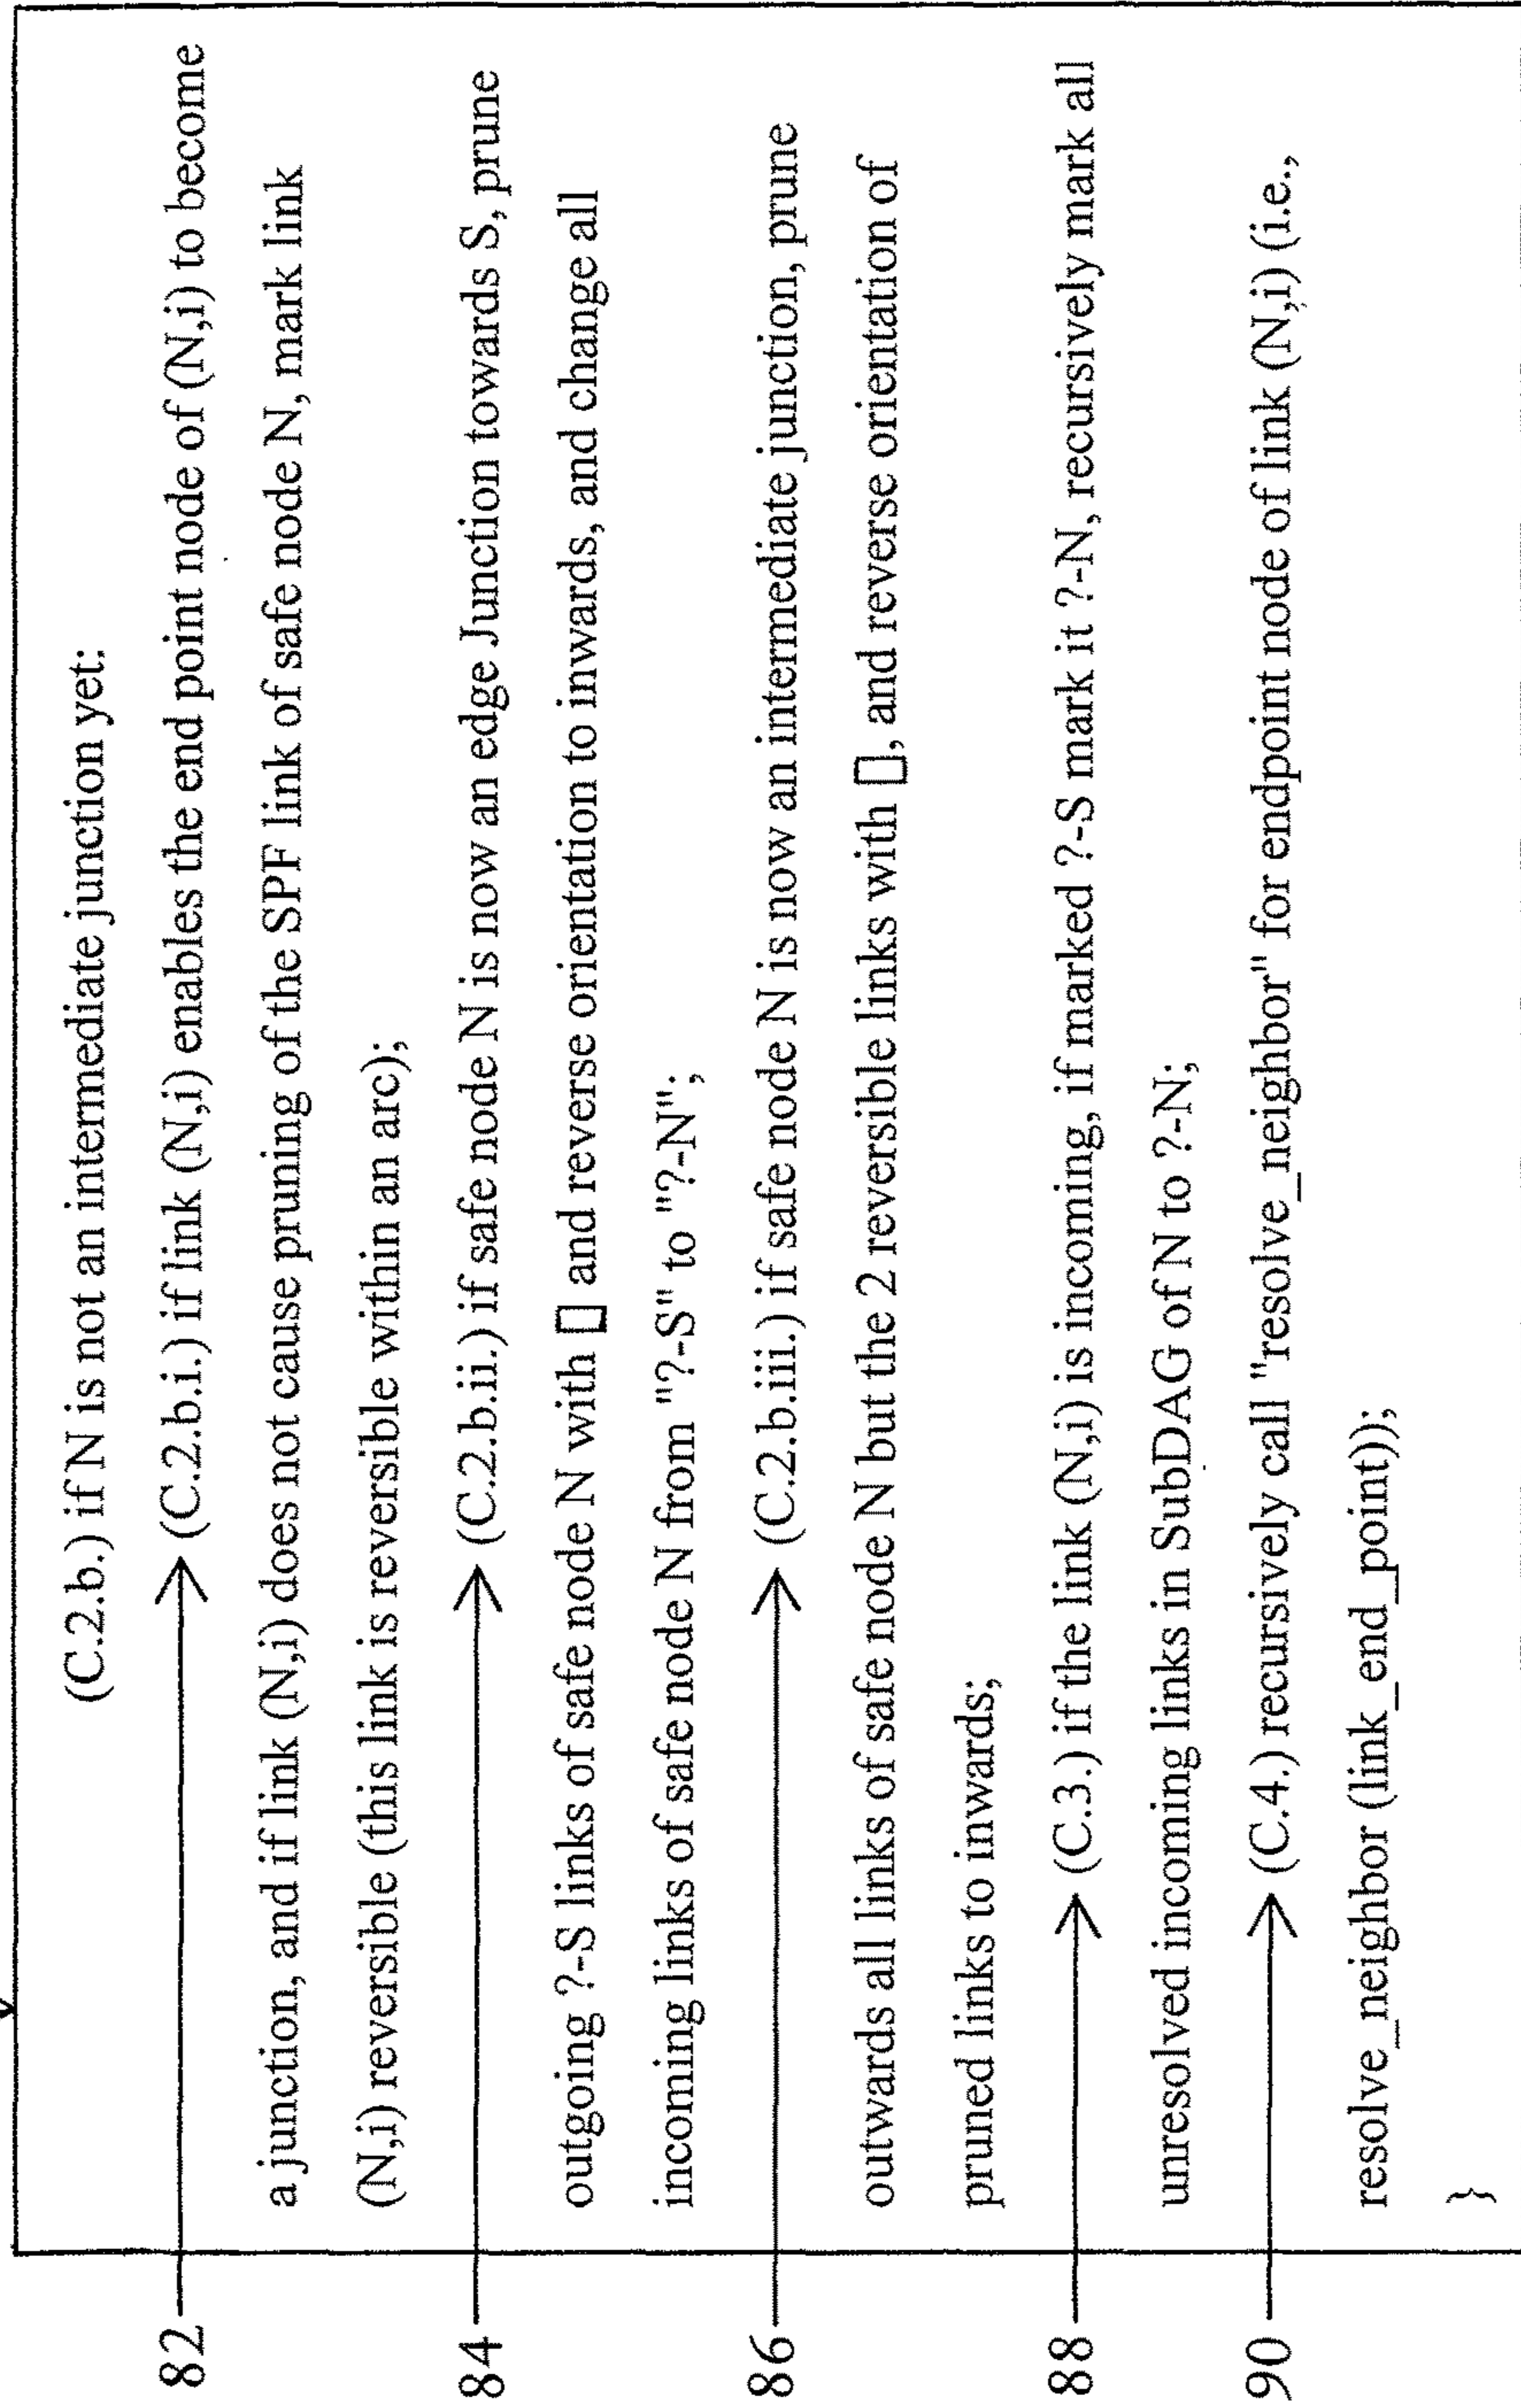 (C.2.b.) if N is not an intermediate junction yet:
82 (C.2.b.i.) if link (N,i) enables the end point node of (N,i) to become
a junction, and if link (N,i) does not cause pruning of the SPF link of safe node N, mark link
(N,i) reversible (this link is reversible within an arc);
84 (C.2.b.ii.) if safe node N is now an edge Junction towards S, prune
outgoing ?-S links of safe node N with [] and reverse orientation to inwards, and change all
incoming links of safe node N from "?-S" to "?-N";
86 (C.2.b.iii.) if safe node N is now an intermediate junction, prune
outwards all links of safe node N but the 2 reversible links with [], and reverse orientation of
pruned links to inwards;
88 (C.3.) if the link (N,i) is incoming, if marked ?-S mark it ?-N, recursively mark all
unresolved incoming links in SubDAG of N to ?-N;
90 (C.4.) recursively call "resolve_neighbor" for endpoint node of link (N,i) (i.e.,
resolve_neighbor (link_end_point));
}